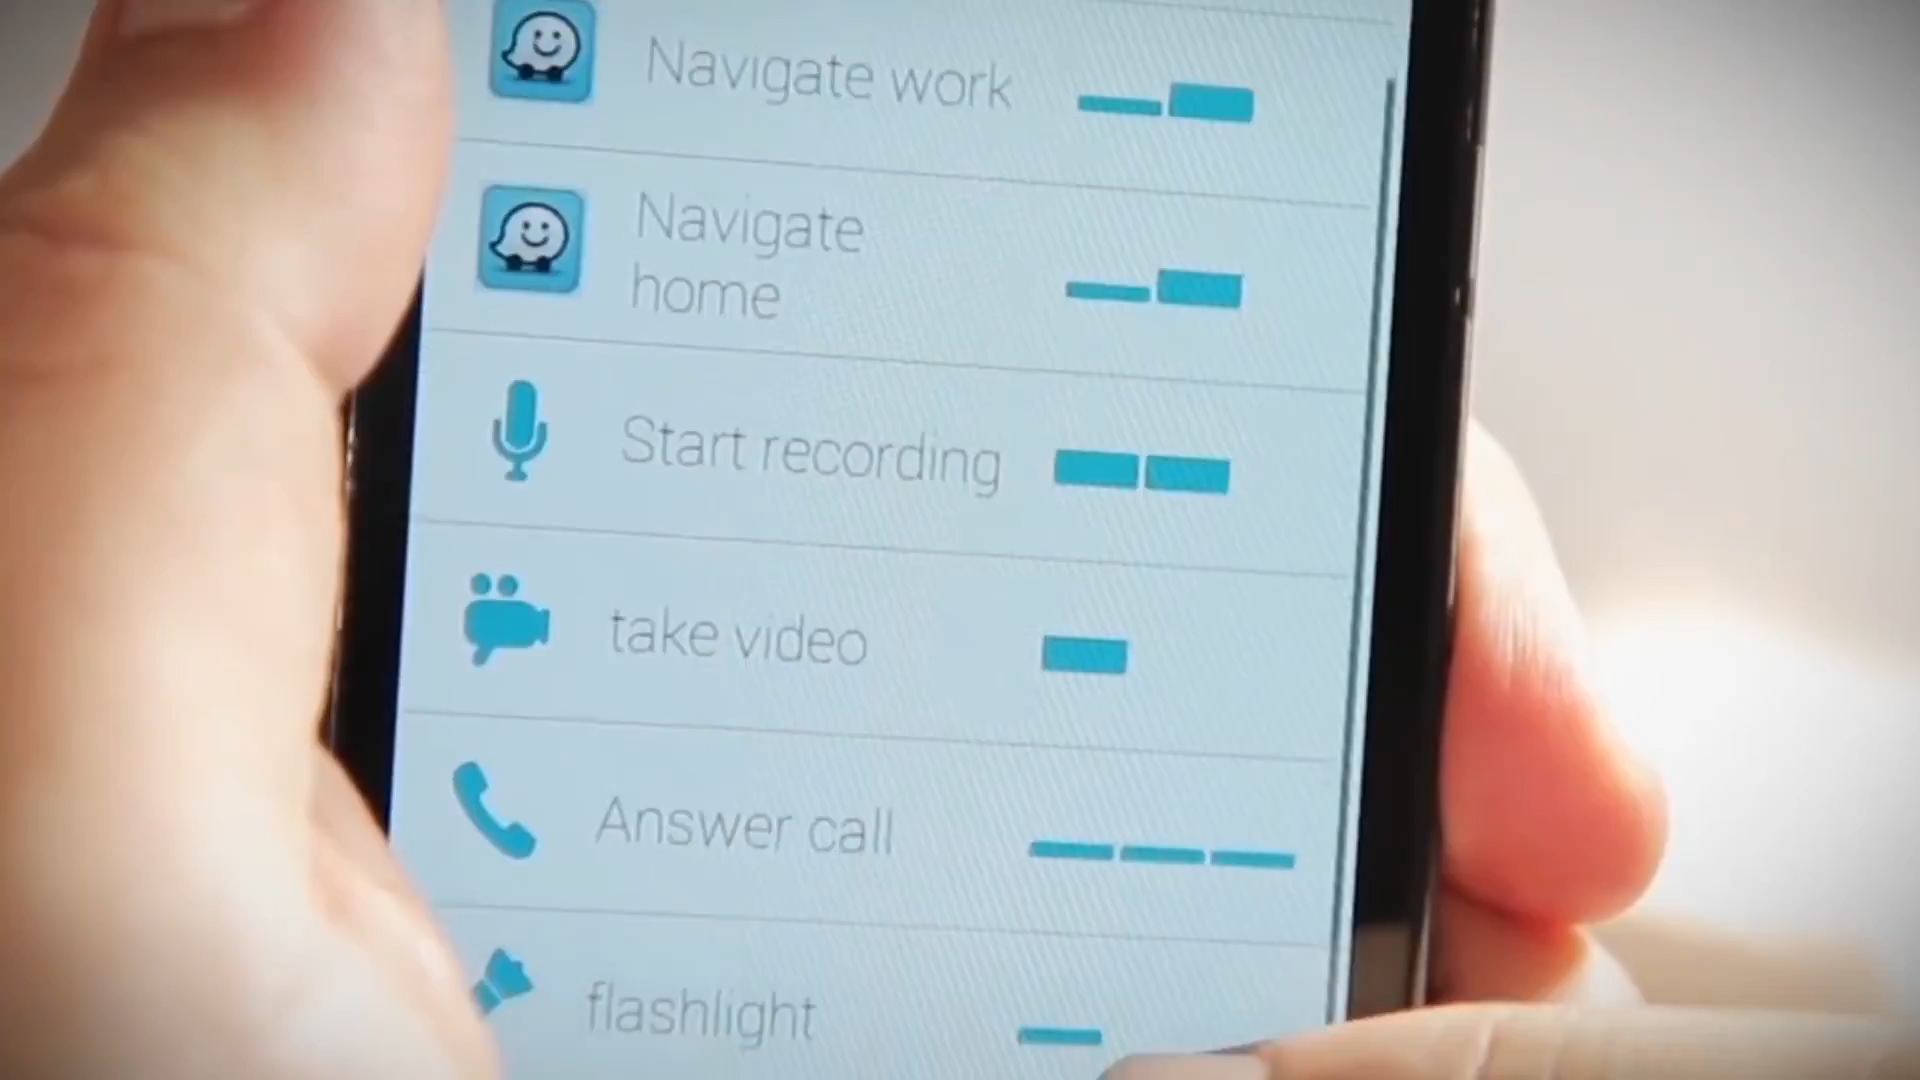 Navigate work
Navigate
home
Start recording
take video
Answer call
flashlight